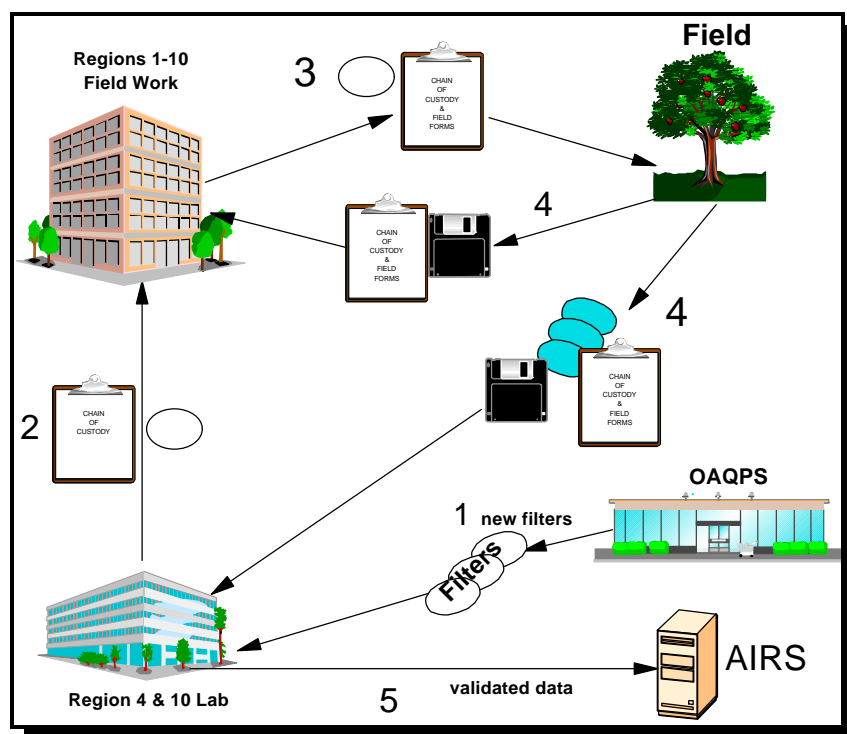 Regions 1-10
Field Work
3
CHAIN
OF
CUSTODY
&
FIELD
FORMS
Field
4
CHAIN
OF
CUSTODY
&
FIELD
FORMS
4
CHAIN
OF
CUSTODY
&
FIELD
FORMS
2
CHAIN
OF
CUSTODY
OAQPS
1 new filters
Filters
AIRS
Region 4 & 10 Lab
5
validated data